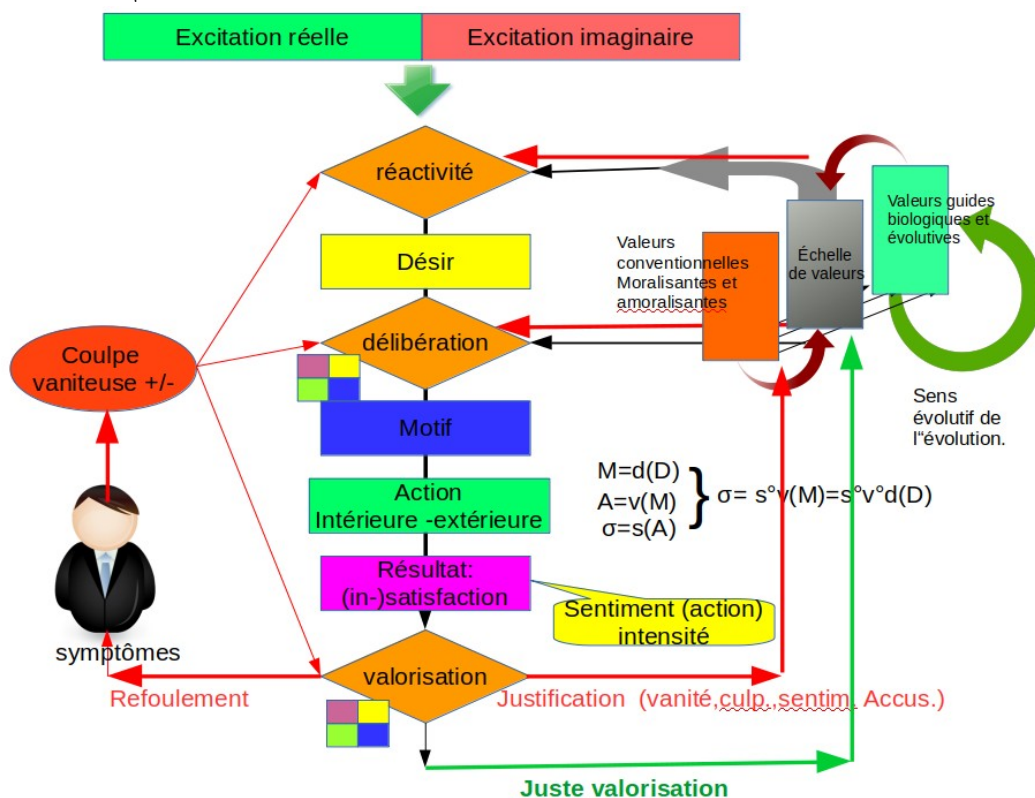 Excitation réelle
Excitation imaginaire
réactivité
Valeurs guides
biologiques et
évolutives
Valeurs
conventionnelles
Moralisantes et
amoralisantes
Échelle
de valeurs
Désir
délibération
Coulpe
vaniteuse +/-
Motif
Sens
évolutif de
l‘‘évolution.
Action
Intérieure -extérieure
M=d(D)
A=v(M)
σ=s(A)
} σ= s°v(M)=s°v°d(D)
Résultat:
(in-)satisfaction
Sentiment (action)
intensité
symptômes
valorisation
Refoulement
Justification (vanité,culp.,sentim. Accus.)
Juste valorisation